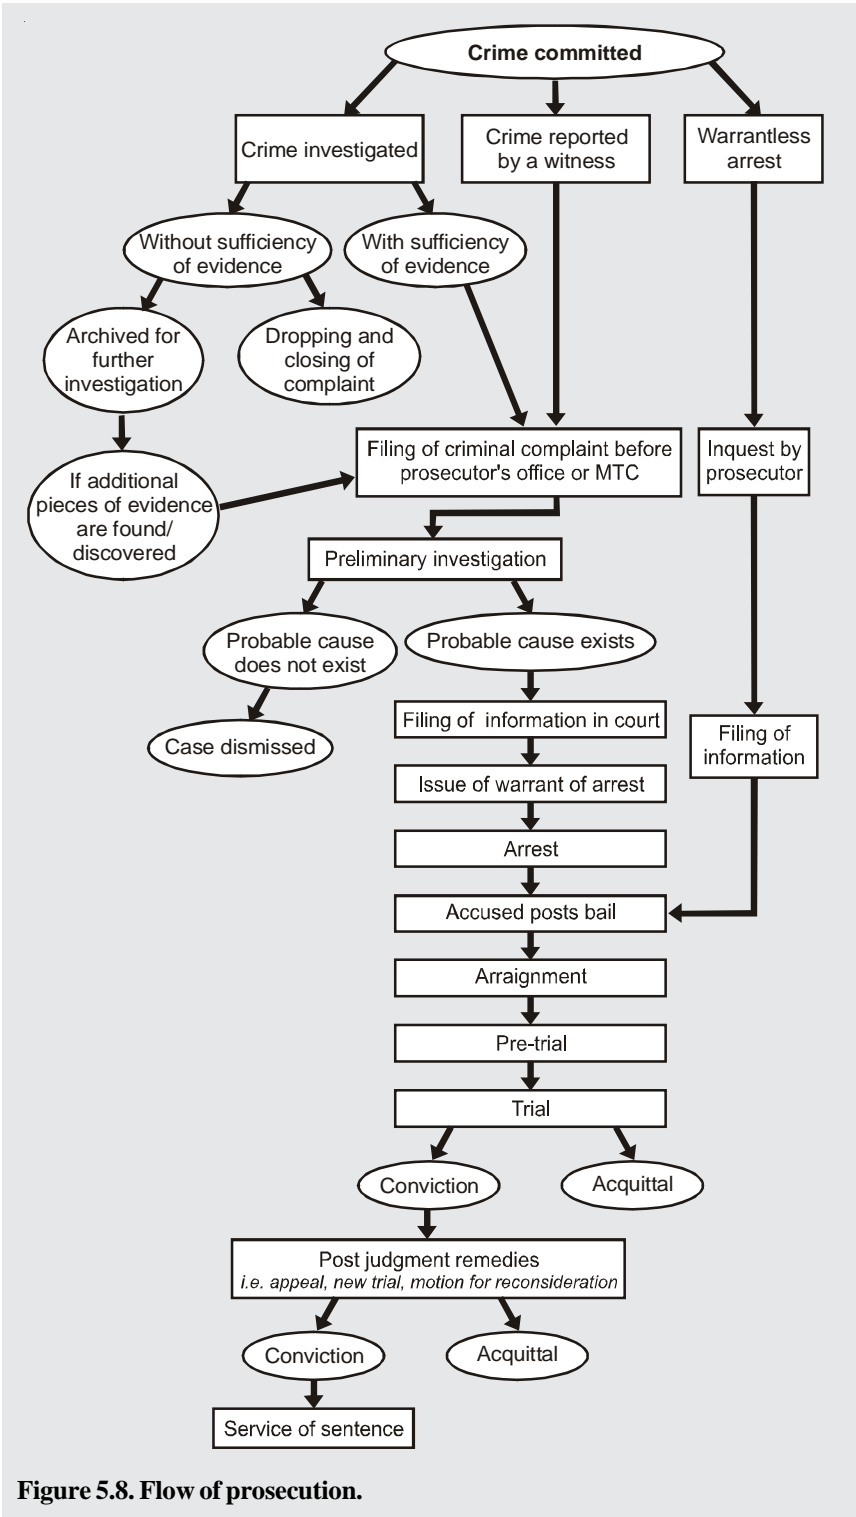 Crime committed
Crime investigated
Crime reported
by a witness
Warrantless
arrest
Without sufficiency
of evidence
With sufficiency
of evidence
Archived for
further
investigation
Dropping and
closing of
complaint
Filing of criminal complaint before
prosecutor's office or MTC
Inquest by
prosecutor
If additional
pieces of evidence
are found/
discovered
Preliminary investigation
Probable cause
does not exist
Probable cause exists
Case dismissed
Filing of information in court
Filing of
information
Issue of warrant of arrest
Arrest
Accused posts bail
Arraignment
Pre-trial
Trial
Conviction
Acquittal
Post judgment remedies
i.e. appeal, new trial, motion for reconsideration
Conviction
Acquittal
Service of sentence
Figure 5.8. Flow of prosecution.